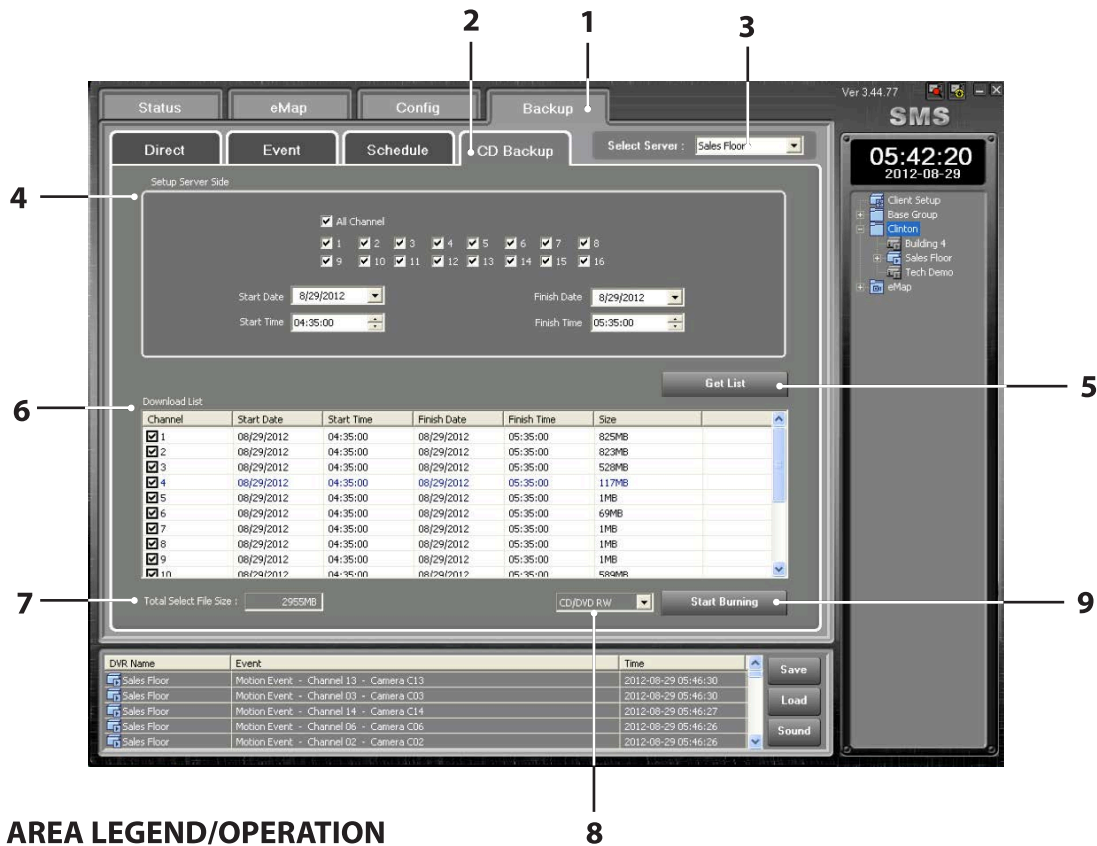 2
1
3
Ver 3.44.77
SMS
Status
eMap
Config
Backup
Direct
Event
Schedule
CD Backup
Select Server :
Sales Floor
05:42:20
2012-08-29
Client Setup
Base Group
Clinton
Building 4
Sales Floor
Tech Demo
eMap
4
Setup Server Side
All Channel
1 2 3 4 5 6 7 8
9 10 11 12 13 14 15 16
Start Date 8/29/2012 Finish Date 8/29/2012
Start Time 04:35:00 Finish Time 05:35:00
Get List
5
6
Download List
Channel Start Date Start Time Finish Date Finish Time Size
1 08/29/2012 04:35:00 08/29/2012 05:35:00 825MB
2 08/29/2012 04:35:00 08/29/2012 05:35:00 823MB
3 08/29/2012 04:35:00 08/29/2012 05:35:00 528MB
4 08/29/2012 04:35:00 08/29/2012 05:35:00 117MB
5 08/29/2012 04:35:00 08/29/2012 05:35:00 1MB
6 08/29/2012 04:35:00 08/29/2012 05:35:00 69MB
7 08/29/2012 04:35:00 08/29/2012 05:35:00 1MB
8 08/29/2012 04:35:00 08/29/2012 05:35:00 1MB
9 08/29/2012 04:35:00 08/29/2012 05:35:00 1MB
10 08/29/2012 04:35:00 08/29/2012 05:35:00 589MB
7
Total Select File Size : 2955MB
CD/DVD RW
Start Burning
9
DVR Name Event Time
Sales Floor Motion Event - Channel 13 - Camera C13 2012-08-29 05:46:30
Sales Floor Motion Event - Channel 03 - Camera C03 2012-08-29 05:46:30
Sales Floor Motion Event - Channel 14 - Camera C14 2012-08-29 05:46:27
Sales Floor Motion Event - Channel 06 - Camera C06 2012-08-29 05:46:26
Sales Floor Motion Event - Channel 02 - Camera C02 2012-08-29 05:46:26
Save
Load
Sound
AREA LEGEND/OPERATION
8